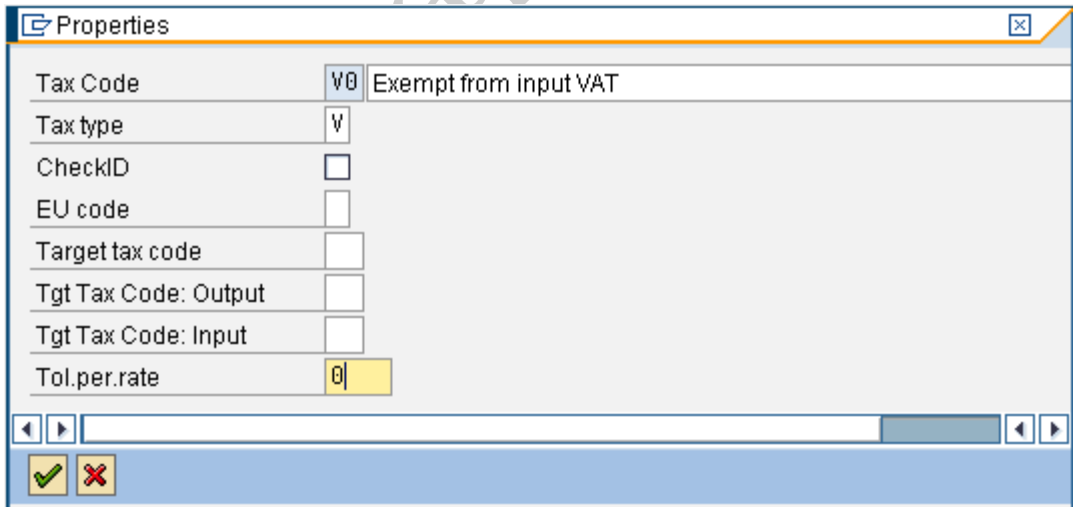 Properties
Tax Code V0 Exempt from input VAT
Tax type V
CheckID
EU code
Target tax code
Tgt Tax Code: Output
Tgt Tax Code: Input
Tol.per.rate 0